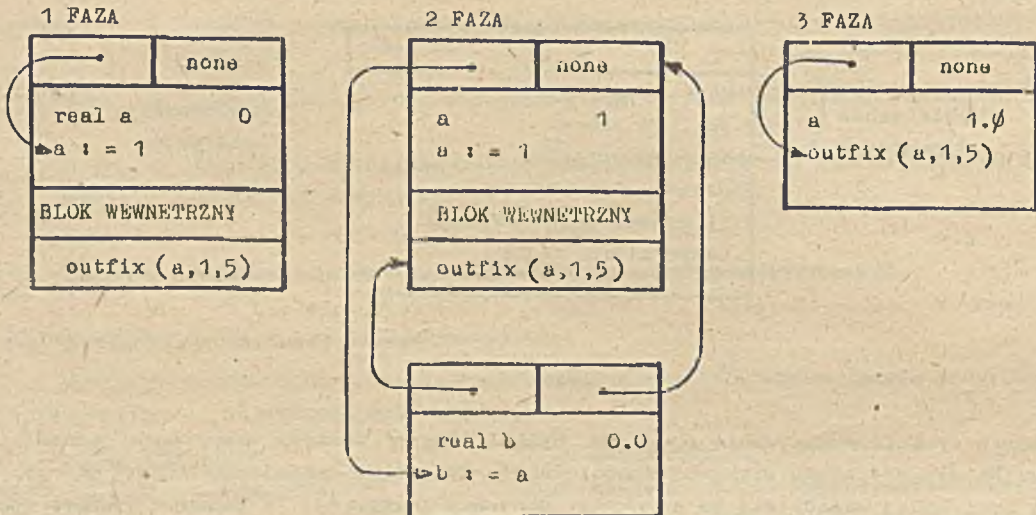 1 FAZA
none
real a 0
a : = 1
BLOK WEWNETRZNY
outfix (a,1,5)
2 FAZA
none
a 1
a : = 1
BLOK WEWNETRZNY
outfix (a,1,5)
real b 0.0
b : = a
3 FAZA
none
a 1.0
outfix (a,1,5)